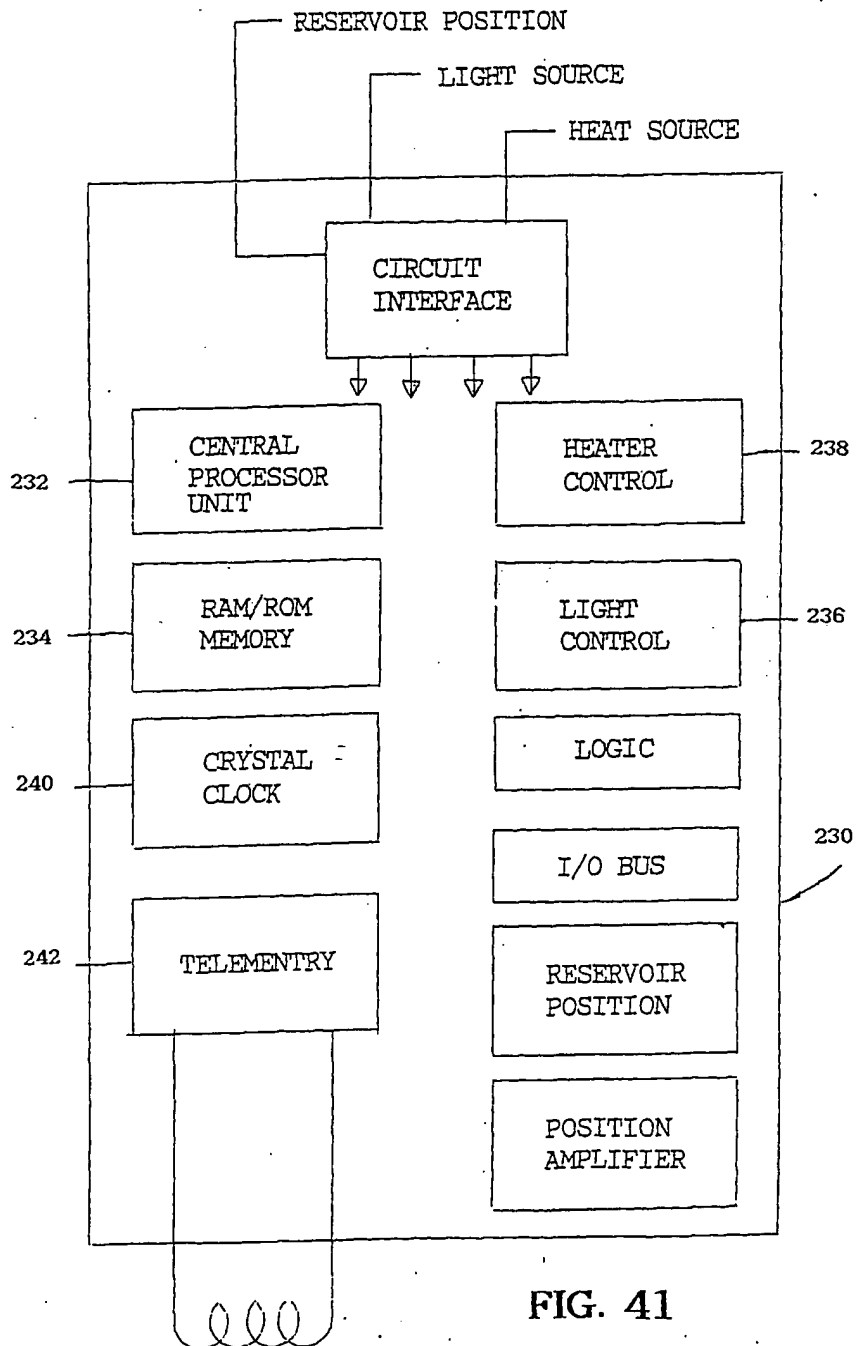 RESERVOIR POSITION
LIGHT SOURCE
HEAT SOURCE
CIRCUIT
INTERFACE
CENTRAL
PROCESSOR
UNIT
232
HEATER
CONTROL
238
RAM/ROM
MEMORY
234
LIGHT
CONTROL
236
CRYSTAL
CLOCK
240
LOGIC
I/O BUS
230
TELEMENTRY
242
RESERVOIR
POSITION
POSITION
AMPLIFIER
FIG. 41